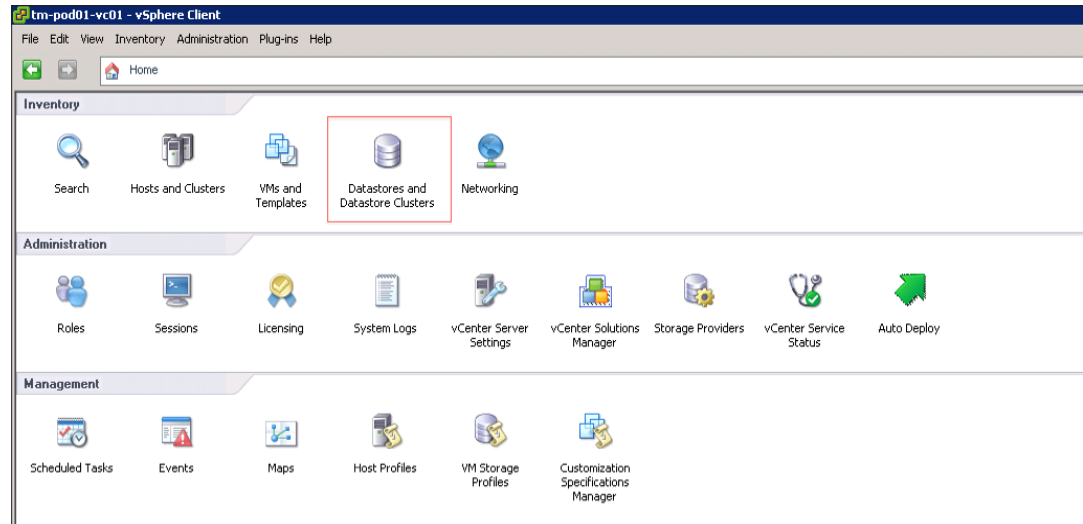 tm-pod01-vc01 - vSphere Client
File Edit View Inventory Administration Plug-ins Help
Home
Inventory
Search
Hosts and Clusters
VMs and
Templates
Datastores and
Datastore Clusters
Networking
Administration
Roles
Sessions
Licensing
System Logs
vCenter Server
Settings
vCenter Solutions
Manager
Storage Providers
vCenter Service
Status
Auto Deploy
Management
Scheduled Tasks
Events
Maps
Host Profiles
VM Storage
Profiles
Customization
Specifications
Manager